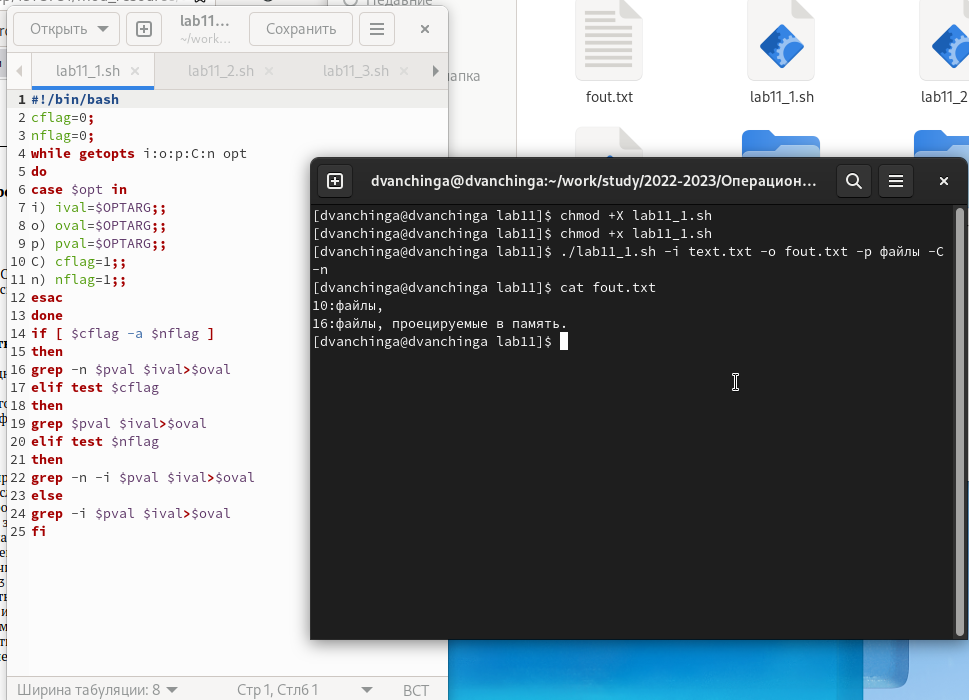 Открыть
lab11...
~/work...
Сохранить
Недавние
lab11_1.sh
lab11_2.sh
lab11_3.sh
апка
fout.txt
lab11_1.sh
lab11_2
1 #!/bin/bash
2 cflag=0;
3 nflag=0;
4 while getopts i:o:p:C:n opt
5 do
6 case $opt in
7 i) ival=$OPTARG;;
8 o) oval=$OPTARG;;
9 p) pval=$OPTARG;;
10 C) cflag=1;;
11 n) nflag=1;;
12 esac
13 done
14 if [ $cflag -a $nflag ]
15 then
16 grep -n $pval $ival>$oval
17 elif test $cflag
18 then
19 grep $pval $ival>$oval
20 elif test $nflag
21 then
22 grep -n -i $pval $ival>$oval
23 else
24 grep -i $pval $ival>$oval
25 fi
Ширина табуляции: 8
Стр 1, Стлб 1
ВСТ
dvanchinga@dvanchinga:~/work/study/2022-2023/Операцион...
[dvanchinga@dvanchinga lab11]$ chmod +X lab11_1.sh
[dvanchinga@dvanchinga lab11]$ chmod +x lab11_1.sh
[dvanchinga@dvanchinga lab11]$ ./lab11_1.sh -i text.txt -o fout.txt -p файлы -C
-n
[dvanchinga@dvanchinga lab11]$ cat fout.txt
10:файлы,
16:файлы, проецируемые в память.
[dvanchinga@dvanchinga lab11]$